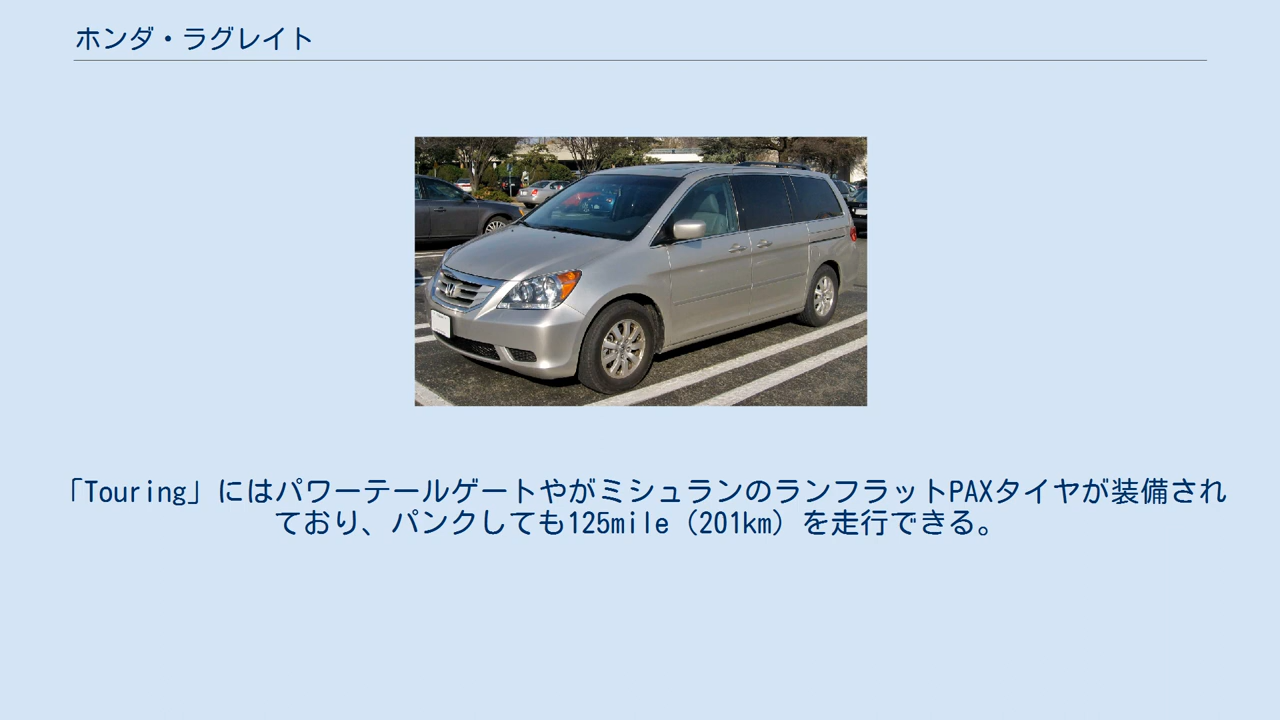 ホンダ・ラグレイト
「Touring」にはパワーテールゲートやがミシュランのランフラットPAXタイヤが装備され
ており、パンクしても125mile（201km）を走行できる。